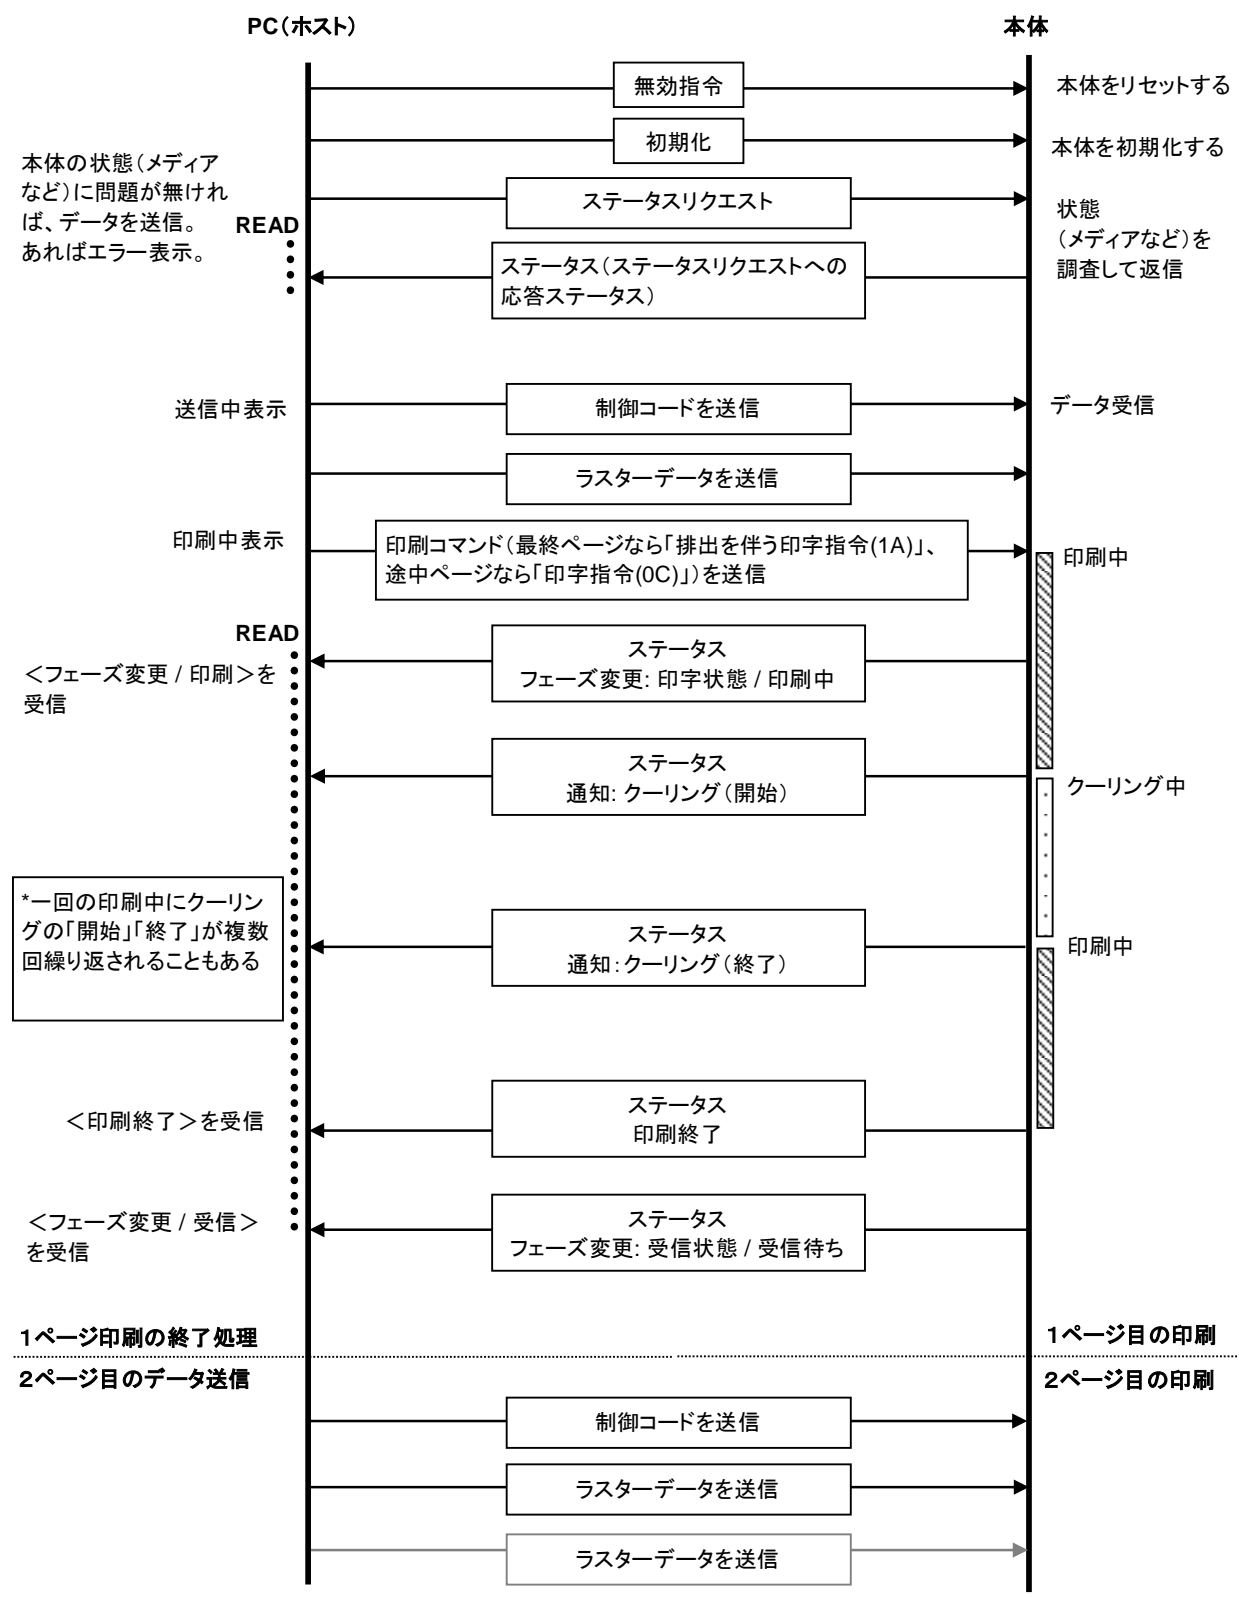 PC（ホスト）
本体
無効指令
本体をリセットする
初期化
本体を初期化する
本体の状態（メディア
など）に問題が無けれ
ば、データを送信。
あればエラー表示。
READ
ステータスリクエスト
状態
（メディアなど）を
調査して返信
ステータス（ステータスリクエストへの
応答ステータス）
送信中表示
制御コードを送信
データ受信
ラスターデータを送信
印刷中表示
印刷コマンド（最終ページなら「排出を伴う印字指令(1A)」、
途中ページなら「印字指令(0C)」）を送信
印刷中
READ
＜フェーズ変更 / 印刷＞を
受信
ステータス
フェーズ変更: 印字状態 / 印刷中
ステータス
通知: クーリング（開始）
クーリング中
*一回の印刷中にクーリン
グの「開始」「終了」が複数
回繰り返されることもある
ステータス
通知：クーリング（終了）
印刷中
＜印刷終了＞を受信
ステータス
印刷終了
＜フェーズ変更 / 受信＞
を受信
ステータス
フェーズ変更: 受信状態 / 受信待ち
１ページ印刷の終了処理
１ページ目の印刷
２ページ目のデータ送信
２ページ目の印刷
制御コードを送信
ラスターデータを送信
ラスターデータを送信